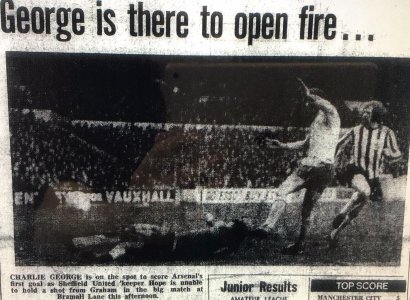 George is there to open fire...
VAUXHALL
CHARLIE GEORGE is on the spot to score Arsenal's
first goal as Sheffield United 'keeper Hope is unable
to hold a shot from Graham in the big match at
Bramall Lane this afternoon.
Junior Results
AMATEUR LEAGUE
TOP SCORE
MANCHESTER CITY